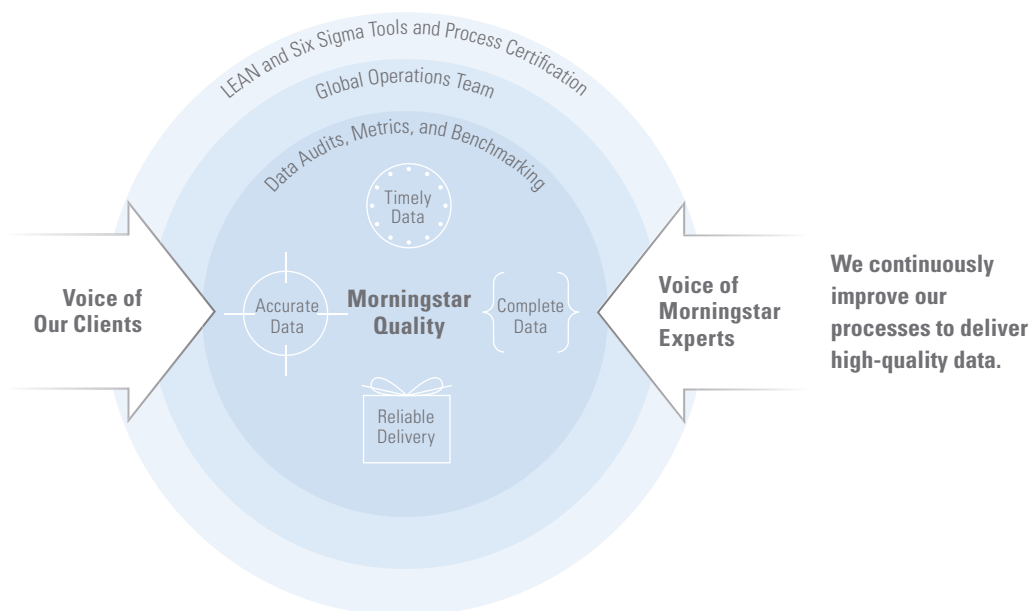 LEAN and Six Sigma Tools and Process Certification
Global Operations Team
Data Audits, Metrics, and Benchmarking
Timely
Data
Voice of
Our Clients
Accurate
Data
Morningstar
Quality
Complete
Data
Voice of
Morningstar
Experts
We continuously
improve our
processes to deliver
high-quality data.
Reliable
Delivery